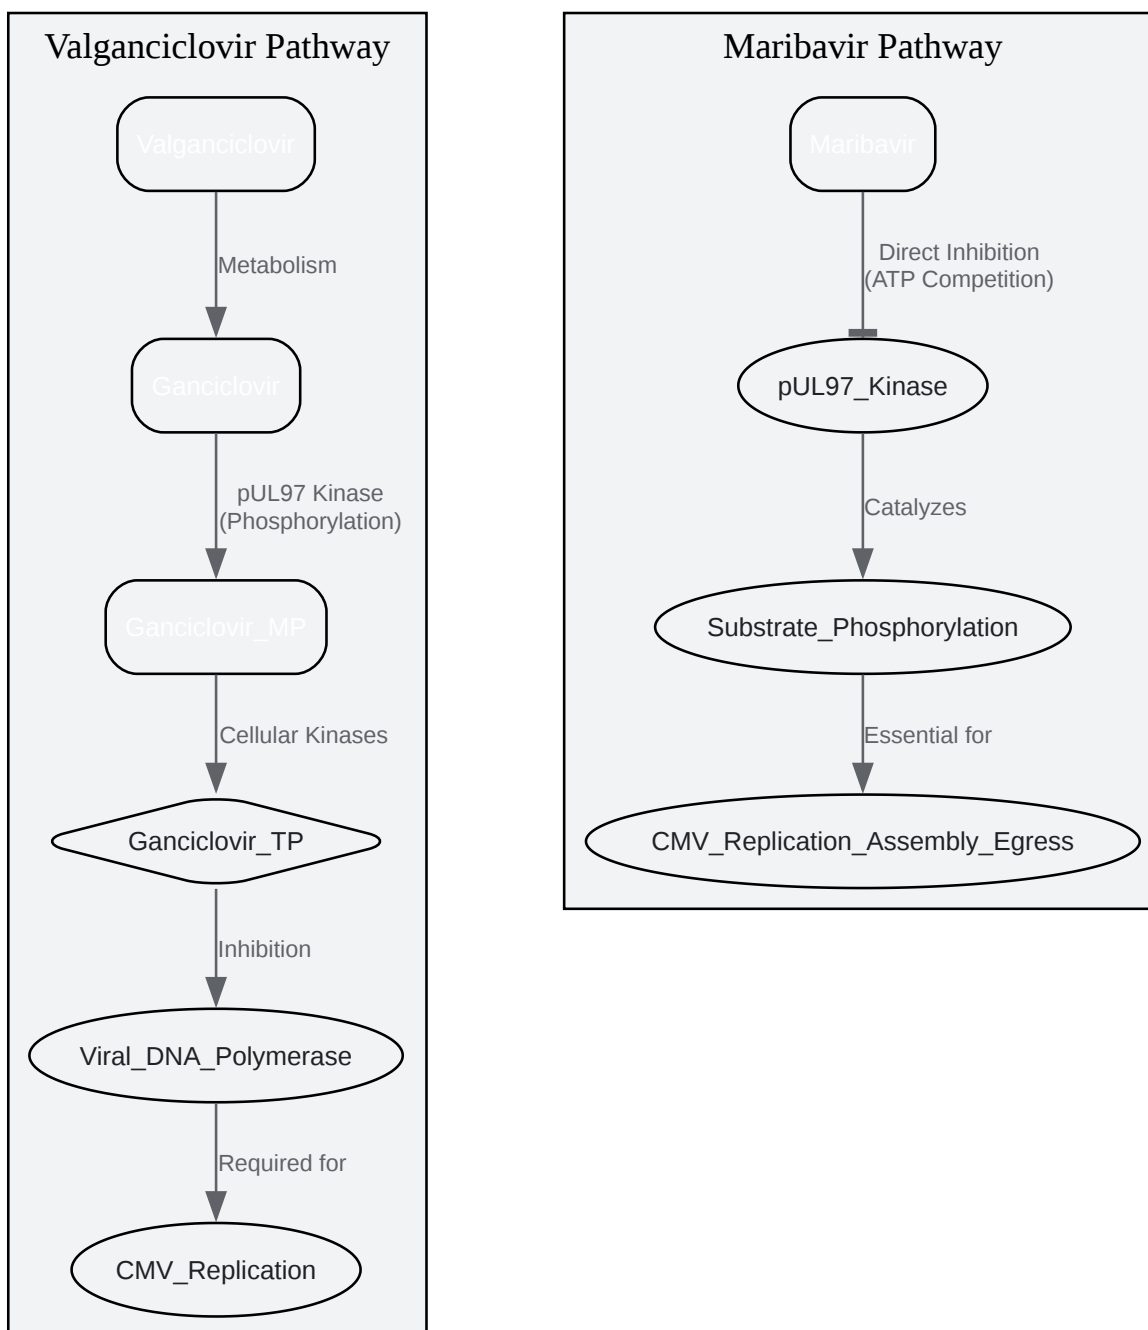 Valganciclovir Pathway
Valganciclovir
Metabolism
Ganciclovir
pUL97 Kinase
(Phosphorylation)
Ganciclovir_MP
Cellular Kinases
Ganciclovir_TP
Inhibition
Viral_DNA_Polymerase
Required for
CMV_Replication
Maribavir Pathway
Maribavir
Direct Inhibition
(ATP Competition)
pUL97_Kinase
Catalyzes
Substrate_Phosphorylation
Essential for
CMV_Replication_Assembly_Egress